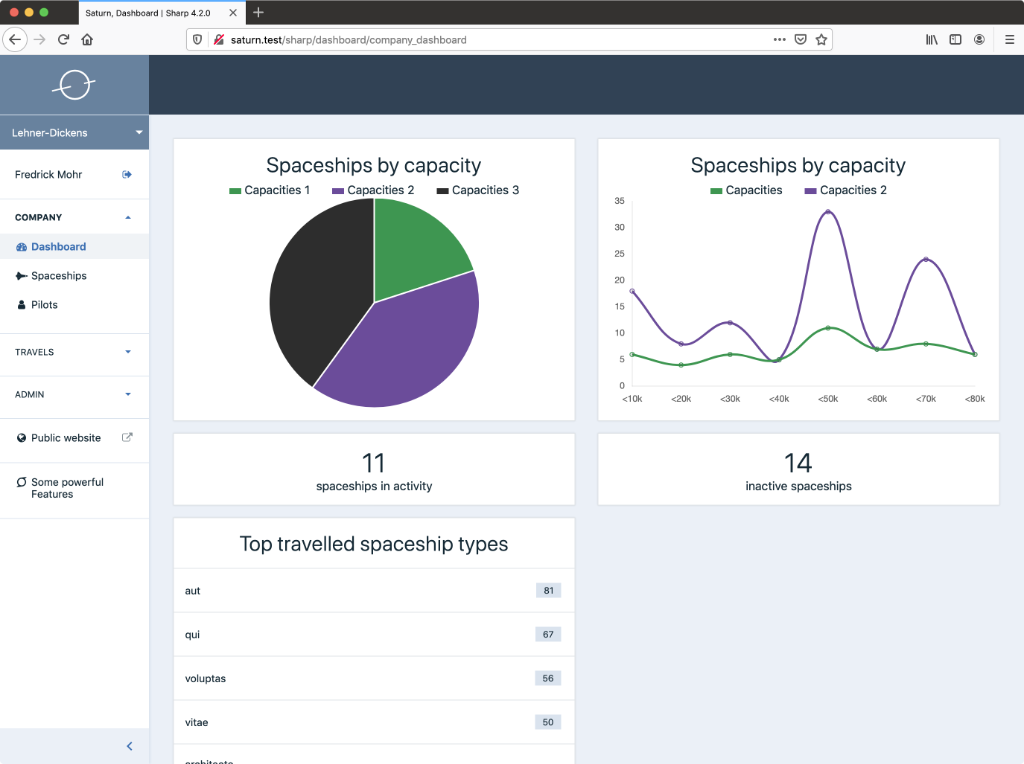 Saturn, Dashboard | Sharp 4.2.0
saturn.test/sharp/dashboard/company_dashboard
Lehner-Dickens
Fredrick Mohr
COMPANY
Dashboard
Spaceships
Pilots
TRAVELS
ADMIN
Public website
Some powerful
Features
Spaceships by capacity
Capacities 1 Capacities 2 Capacities 3
Spaceships by capacity
Capacities Capacities 2
35
30
25
20
15
10
5
0
<10k <20k <30k <40k <50k <60k <70k <80k
11
spaceships in activity
14
inactive spaceships
Top travelled spaceship types
aut 81
qui 67
voluptas 56
vitae 50